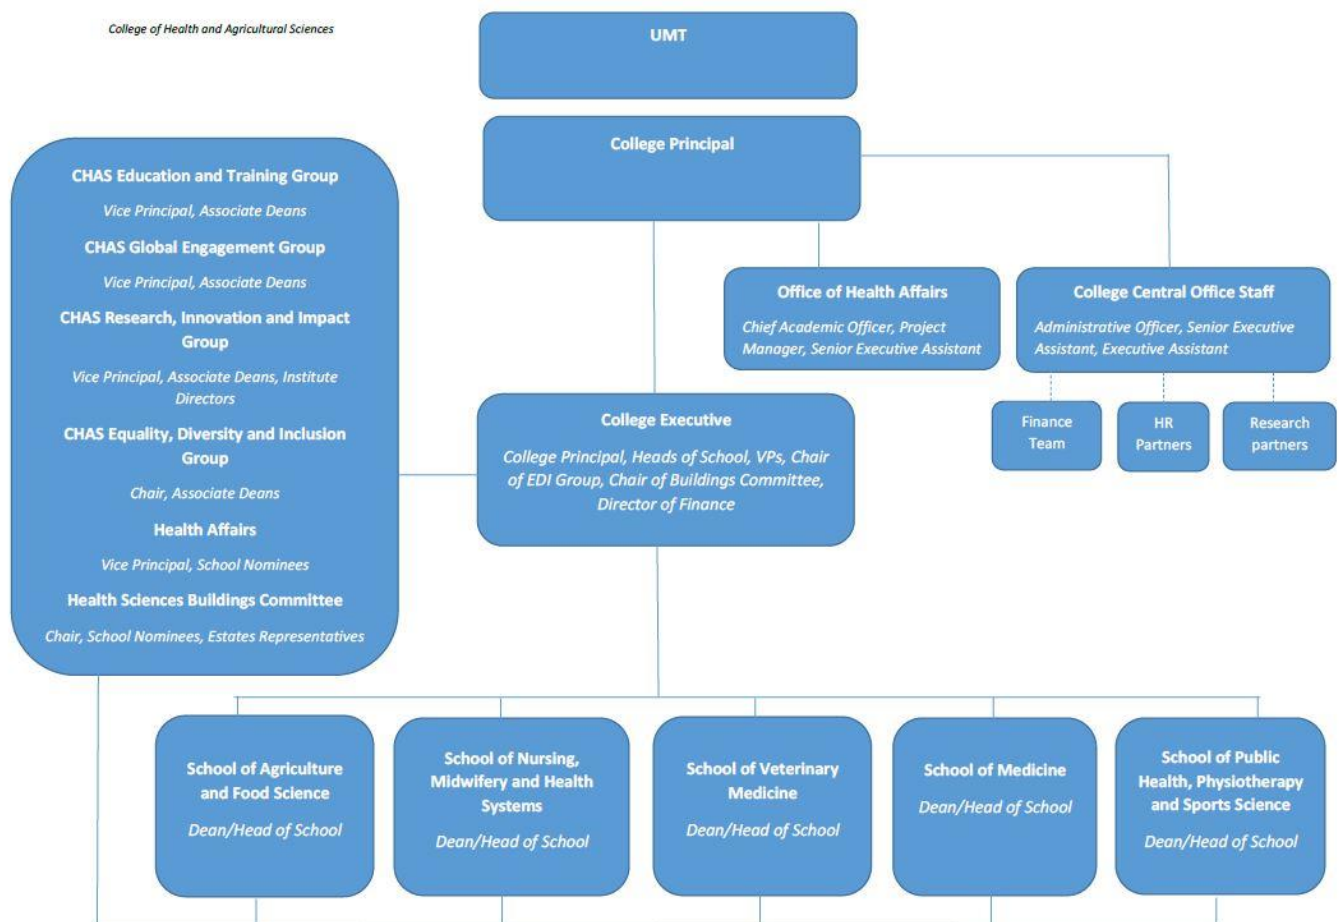 College of Health and Agricultural Sciences
UMT
College Principal
CHAS Education and Training Group
Vice Principal, Associate Deans
CHAS Global Engagement Group
Vice Principal, Associate Deans
CHAS Research, Innovation and Impact
Group
Vice Principal, Associate Deans, Institute
Directors
CHAS Equality, Diversity and Inclusion
Group
Chair, Associate Deans
Health Affairs
Vice Principal, School Nominees
Health Sciences Buildings Committee
Chair, School Nominees, Estates Representatives
Office of Health Affairs
Chief Academic Officer, Project
Manager, Senior Executive Assistant
College Central Office Staff
Administrative Officer, Senior Executive
Assistant, Executive Assistant
Finance
Team
HR
Partners
Research
partners
College Executive
College Principal, Heads of School, VPs, Chair
of EDI Group, Chair of Buildings Committee,
Director of Finance
School of Agriculture
and Food Science
Dean/Head of School
School of Nursing,
Midwifery and Health
Systems
Dean/Head of School
School of Veterinary
Medicine
Dean/Head of School
School of Medicine
Dean/Head of School
School of Public
Health, Physiotherapy
and Sports Science
Dean/Head of School